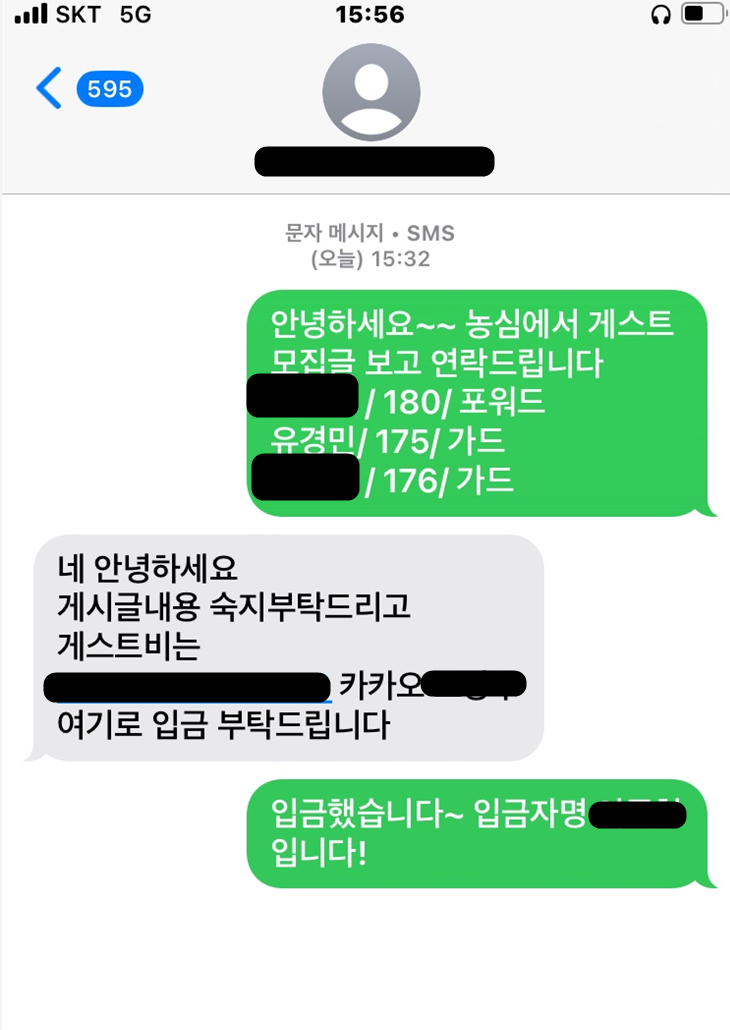 SKT 5G 15:56
595
문자 메시지 • SMS
(오늘) 15:32
안녕하세요~~ 농심에서 게스트
모집글 보고 연락드립니다
/ 180/ 포워드
유경민/ 175/ 가드
/ 176/ 가드
네 안녕하세요
게시글내용 숙지부탁드리고
게스트비는
카카오
여기로 입금 부탁드립니다
입금했습니다~ 입금자명
입니다!